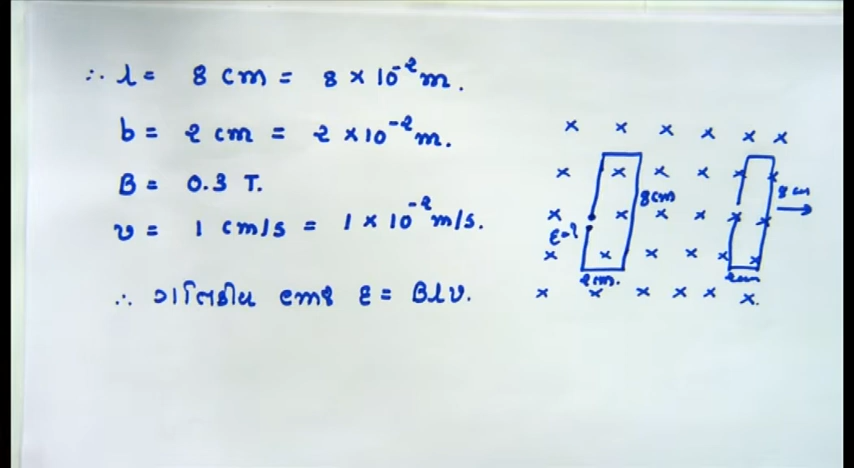 ∴ l = 8 cm = 8 × 10⁻² m.
b = 2 cm = 2 × 10⁻² m.
B = 0.3 T.
v = 1 cm/s = 1 × 10⁻² m/s.
∴ ગતિકીય emf ε = Blv.
8cm
ε=?
2cm.
8 cm
2cm